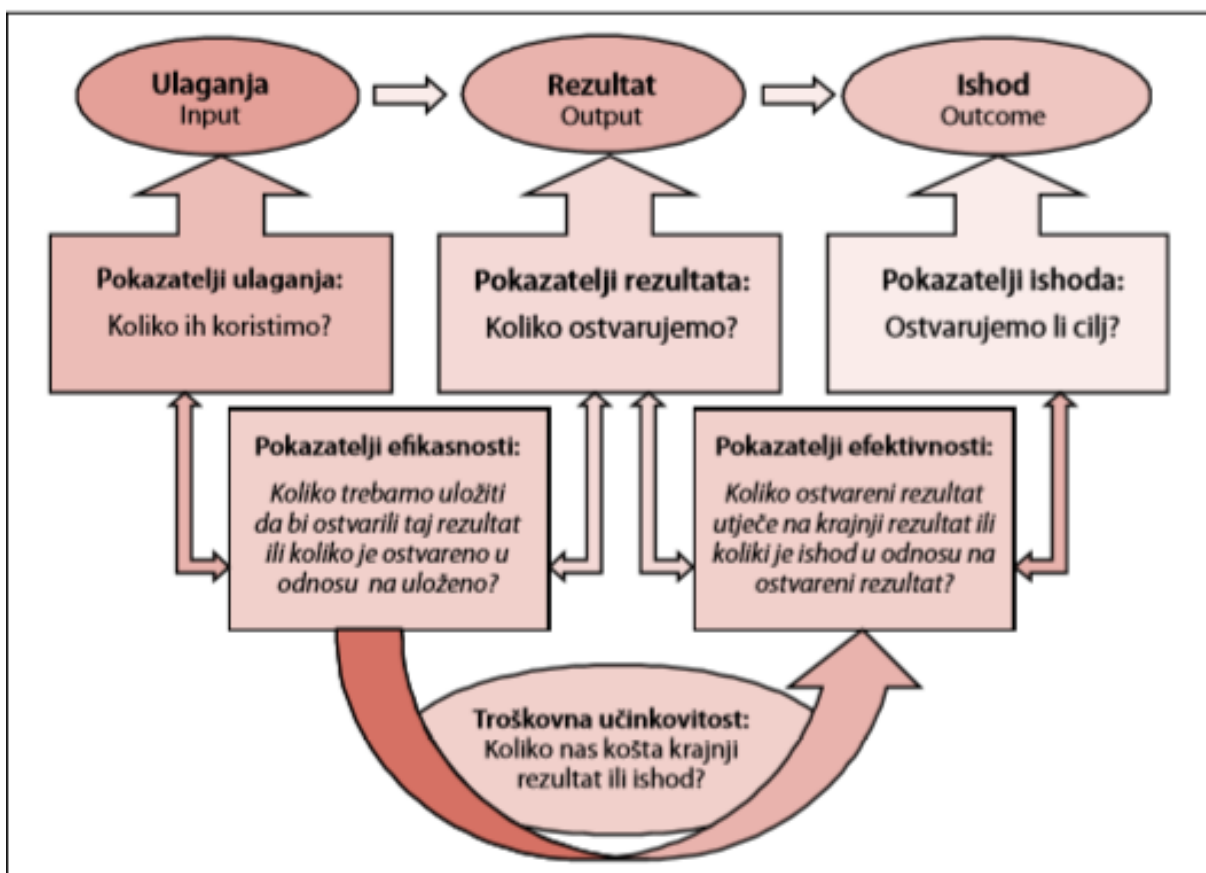 Ulaganja
Input
Rezultat
Output
Ishod
Outcome
Pokazatelji ulaganja:
Koliko ih koristimo?
Pokazatelji rezultata:
Koliko ostvarujemo?
Pokazatelji ishoda:
Ostvarujemo li cilj?
Pokazatelji efikasnosti:
Koliko trebamo uložiti
da bi ostvarili taj rezultat
ili koliko je ostvareno u
odnosu na uloženo?
Pokazatelji efektivnosti:
Koliko ostvareni rezultat
utječe na krajnji rezultat ili
koliki je ishod u odnosu na
ostvareni rezultat?
Troškovna učinkovitost:
Koliko nas košta krajnji
rezultat ili ishod?